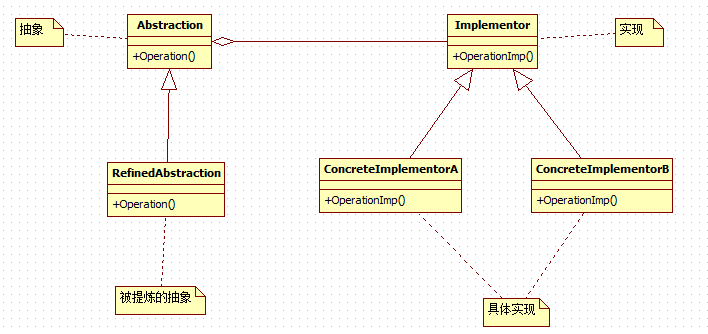 抽象
Abstraction
+Operation()
Implementor
+OperationImp()
实现
RefinedAbstraction
+Operation()
ConcreteImplementorA
+OperationImp()
ConcreteImplementorB
+OperationImp()
被提炼的抽象
具体实现